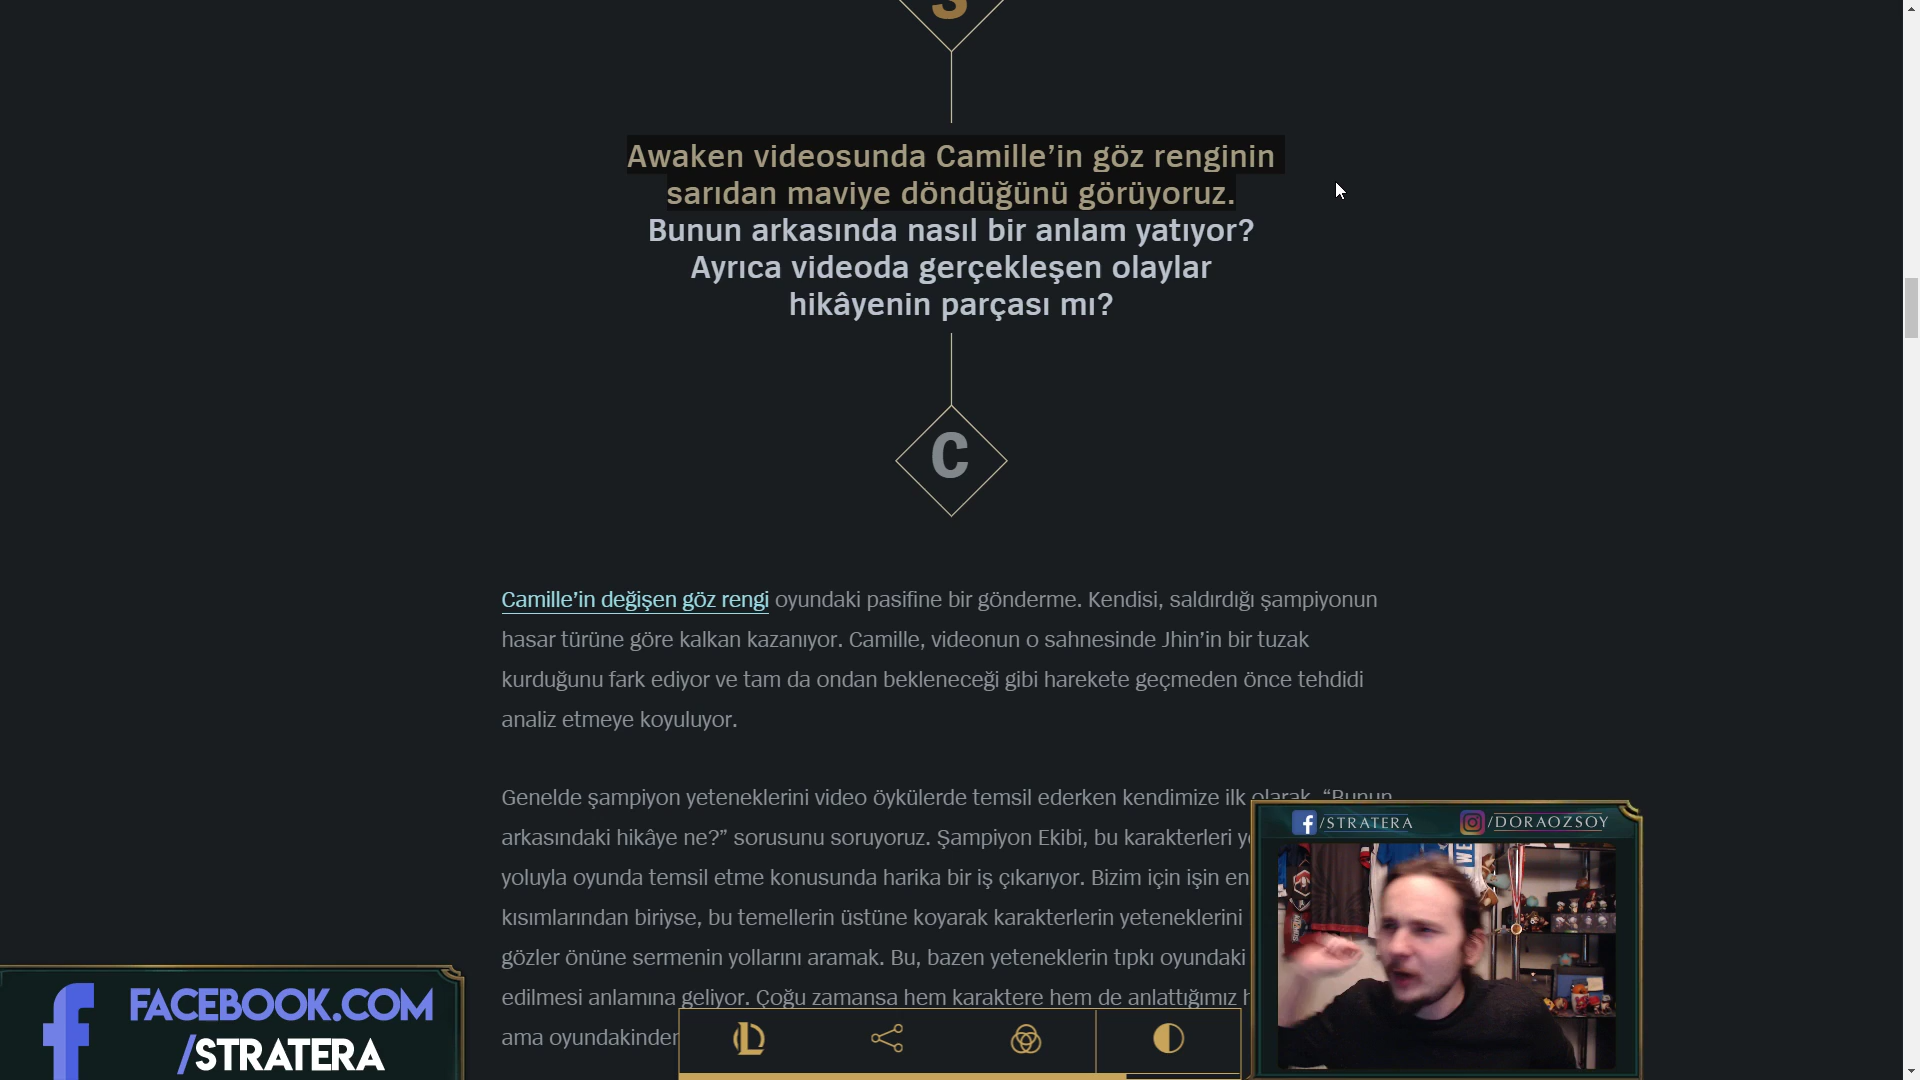 S
Awaken videosunda Camille’in göz renginin
sarıdan maviye döndüğünü görüyoruz.
Bunun arkasında nasıl bir anlam yatıyor?
Ayrıca videoda gerçekleşen olaylar
hikâyenin parçası mı?
C
Camille’in değişen göz rengi oyundaki pasifine bir gönderme. Kendisi, saldırdığı şampiyonun
hasar türüne göre kalkan kazanıyor. Camille, videonun o sahnesinde Jhin’in bir tuzak
kurduğunu fark ediyor ve tam da ondan bekleneceği gibi harekete geçmeden önce tehdidi
analiz etmeye koyuluyor.
Genelde şampiyon yeteneklerini video öykülerde temsil ederken kendimize ilk olarak, “Bunun
arkasındaki hikâye ne?” sorusunu soruyoruz. Şampiyon Ekibi, bu karakterleri
yoluyla oyunda temsil etme konusunda harika bir iş çıkarıyor. Bizim için işin en
kısımlarından biriyse, bu temellerin üstüne koyarak karakterlerin yeteneklerini
gözler önüne sermenin yollarını aramak. Bu, bazen yeteneklerin tıpkı oyundaki
edilmesi anlamına geliyor. Çoğu zamansa hem karaktere hem de anlattığımız
ama oyundakinden
/STRATERA
/DORAOZSOY
FACEBOOK.COM
/STRATERA